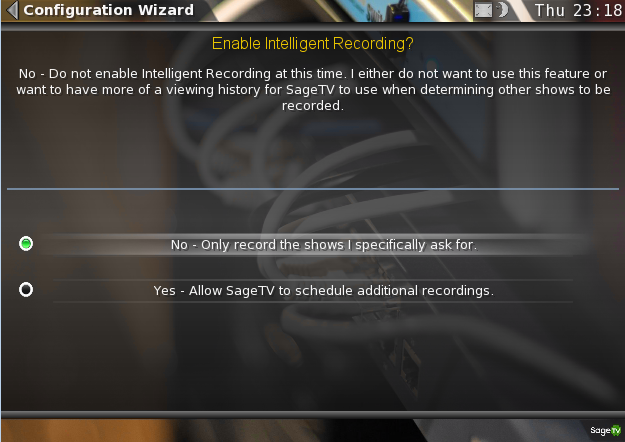 Configuration Wizard
Thu 23:18
Enable Intelligent Recording?
No - Do not enable Intelligent Recording at this time. I either do not want to use this feature or
want to have more of a viewing history for SageTV to use when determining other shows to be
recorded.
No - Only record the shows I specifically ask for.
Yes - Allow SageTV to schedule additional recordings.
SageTV